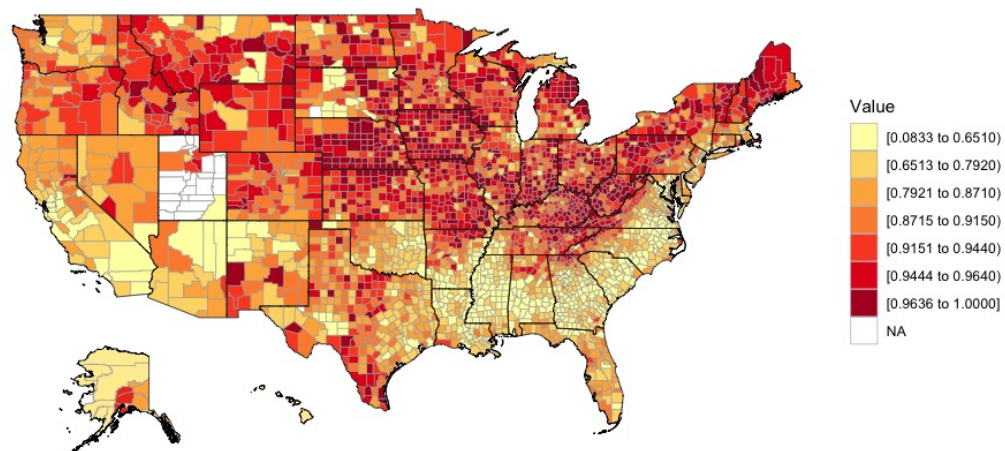 Value
[0.0833 to 0.6510)
[0.6513 to 0.7920)
[0.7921 to 0.8710)
[0.8715 to 0.9150)
[0.9151 to 0.9440)
[0.9444 to 0.9640)
[0.9636 to 1.0000]
NA